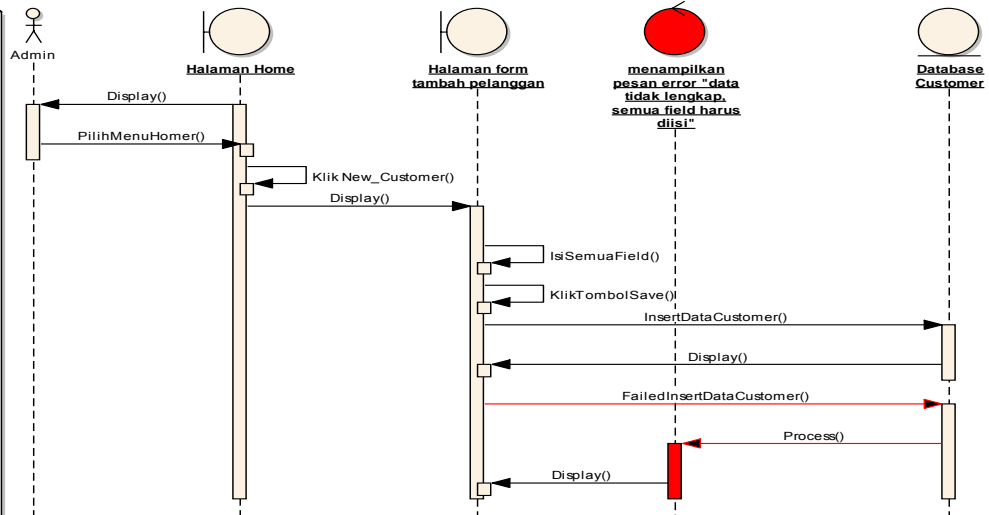 Admin
Halaman Home
Halaman form
tambah pelanggan
menampilkan
pesan error "data
tidak lengkap,
semua field harus
diisi"
Database
Customer
Display()
PilihMenuHomer()
Klik New_Customer()
Display()
IsiSemuaField()
KlikTombolSave()
InsertDataCustomer()
Display()
FailedInsertDataCustomer()
Process()
Display()